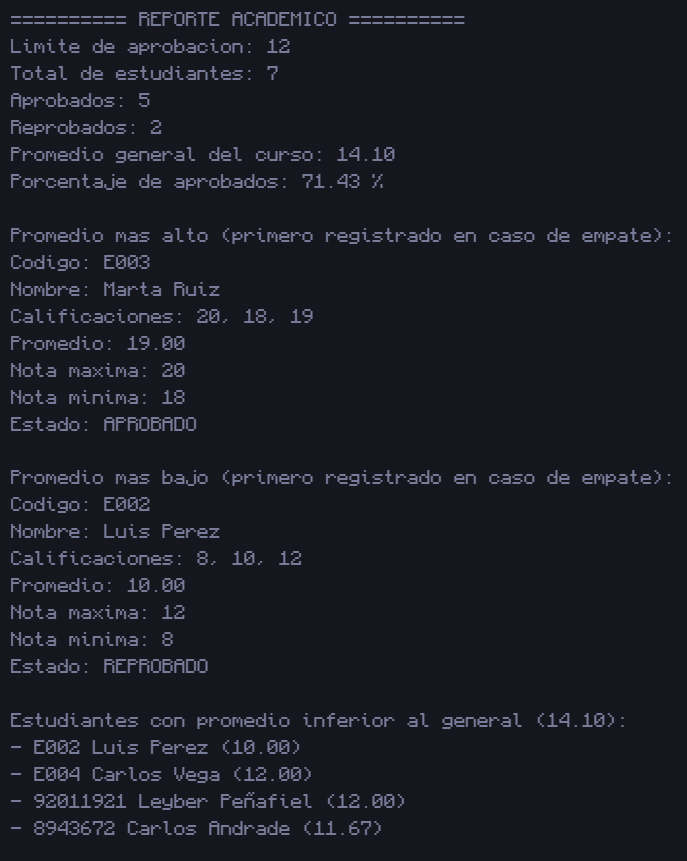 ========== REPORTE ACADEMICO ==========
Limite de aprobacion: 12
Total de estudiantes: 7
Aprobados: 5
Reprobados: 2
Promedio general del curso: 14.10
Porcentaje de aprobados: 71.43 %
Promedio mas alto (primero registrado en caso de empate):
Codigo: E003
Nombre: Marta Ruiz
Calificaciones: 20, 18, 19
Promedio: 19.00
Nota maxima: 20
Nota minima: 18
Estado: APROBADO
Promedio mas bajo (primero registrado en caso de empate):
Codigo: E002
Nombre: Luis Perez
Calificaciones: 8, 10, 12
Promedio: 10.00
Nota maxima: 12
Nota minima: 8
Estado: REPROBADO
Estudiantes con promedio inferior al general (14.10):
- E002 Luis Perez (10.00)
- E004 Carlos Vega (12.00)
- 92011921 Leyber Peñafiel (12.00)
- 8943672 Carlos Andrade (11.67)